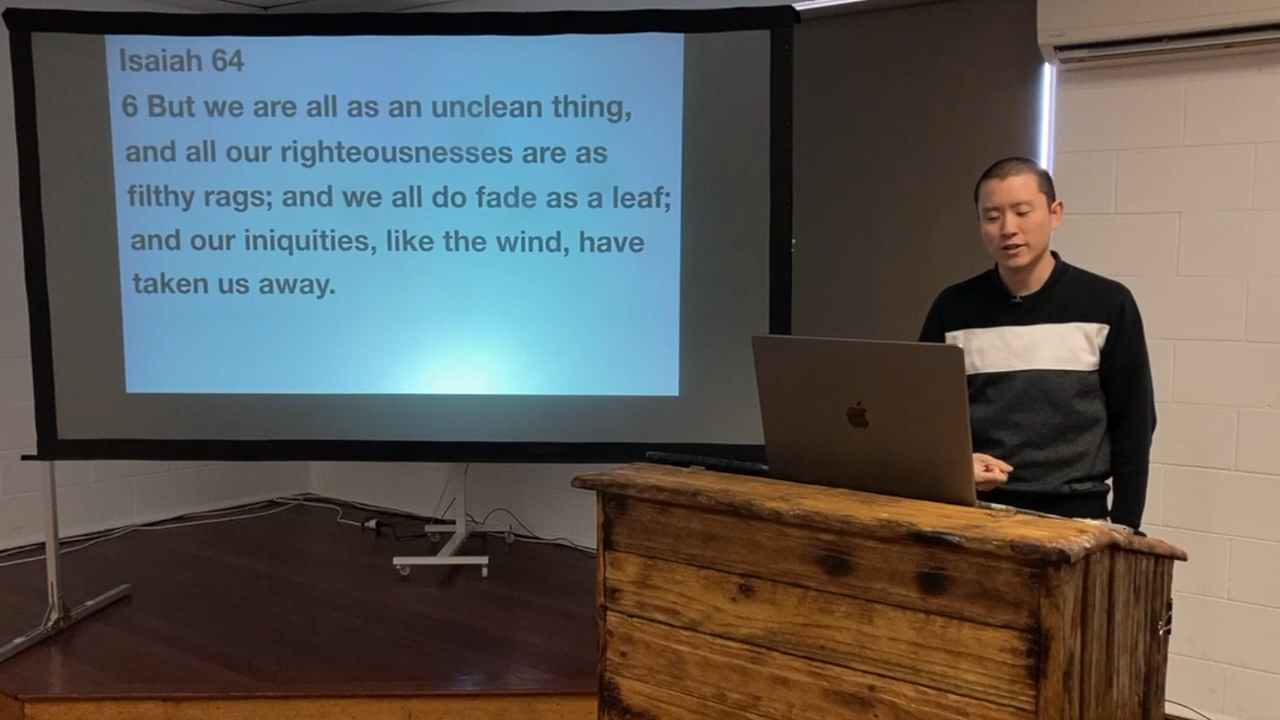 Isaiah 64
6 But we are all as an unclean thing,
and all our righteousnesses are as
filthy rags; and we all do fade as a leaf;
and our iniquities, like the wind, have
taken us away.